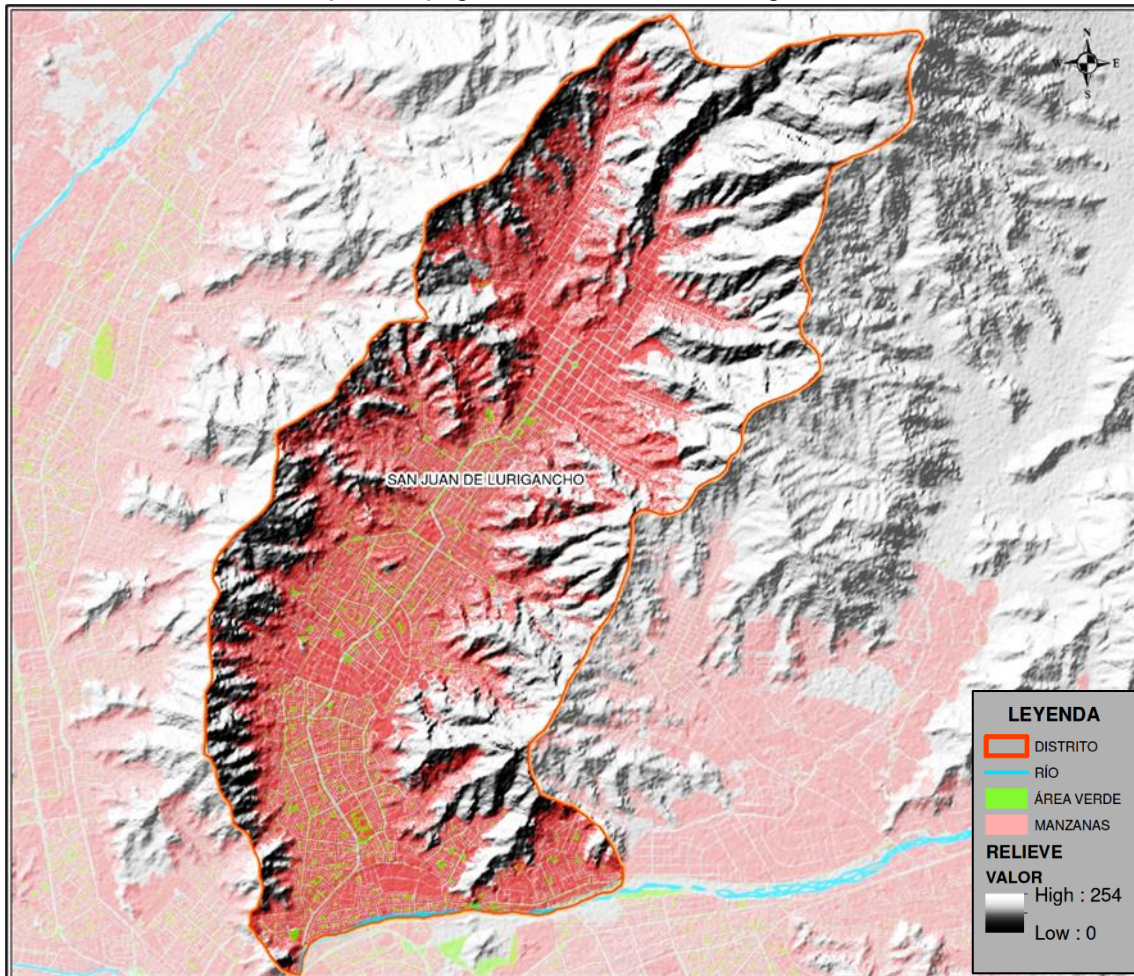 N
W E
S
SAN JUAN DE LURIGANCHO
LEYENDA
DISTRITO
RÍO
ÁREA VERDE
MANZANAS
RELIEVE
VALOR
High : 254
Low : 0